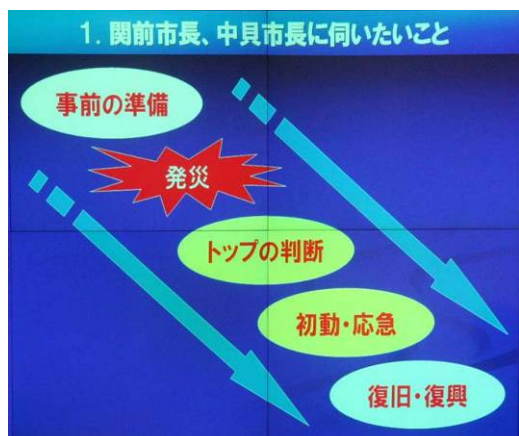 1. 関前市長、中貝市長に伺いたいこと
事前の準備
発災
トップの判断
初動・応急
復旧・復興